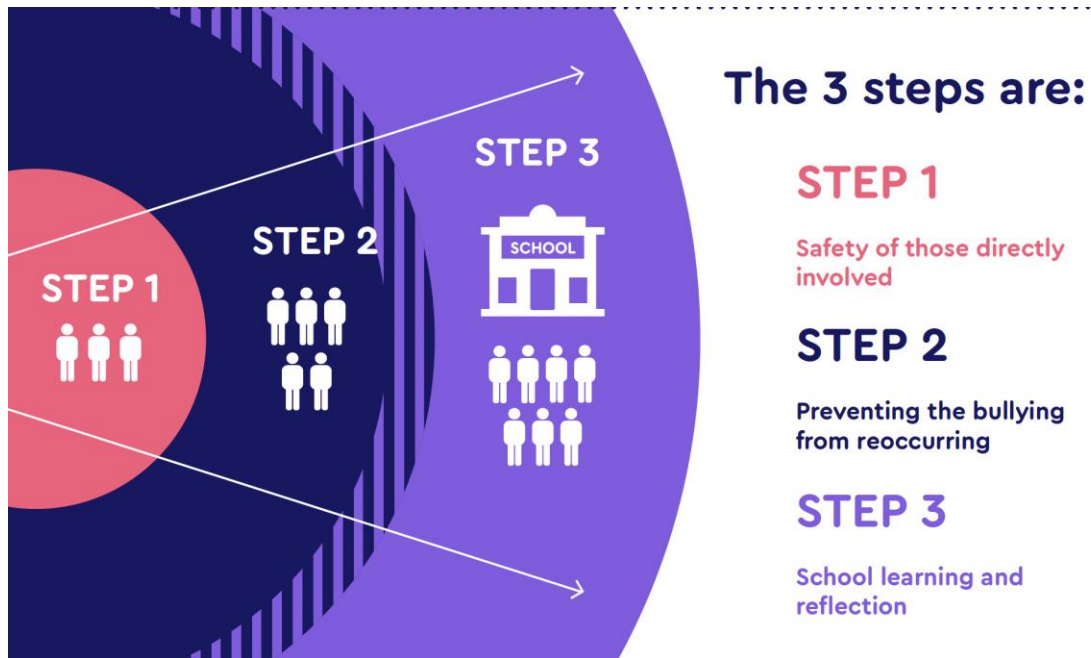 STEP 1
STEP 2
STEP 3
SCHOOL
The 3 steps are:
STEP 1
Safety of those directly
involved
STEP 2
Preventing the bullying
from reoccurring
STEP 3
School learning and
reflection